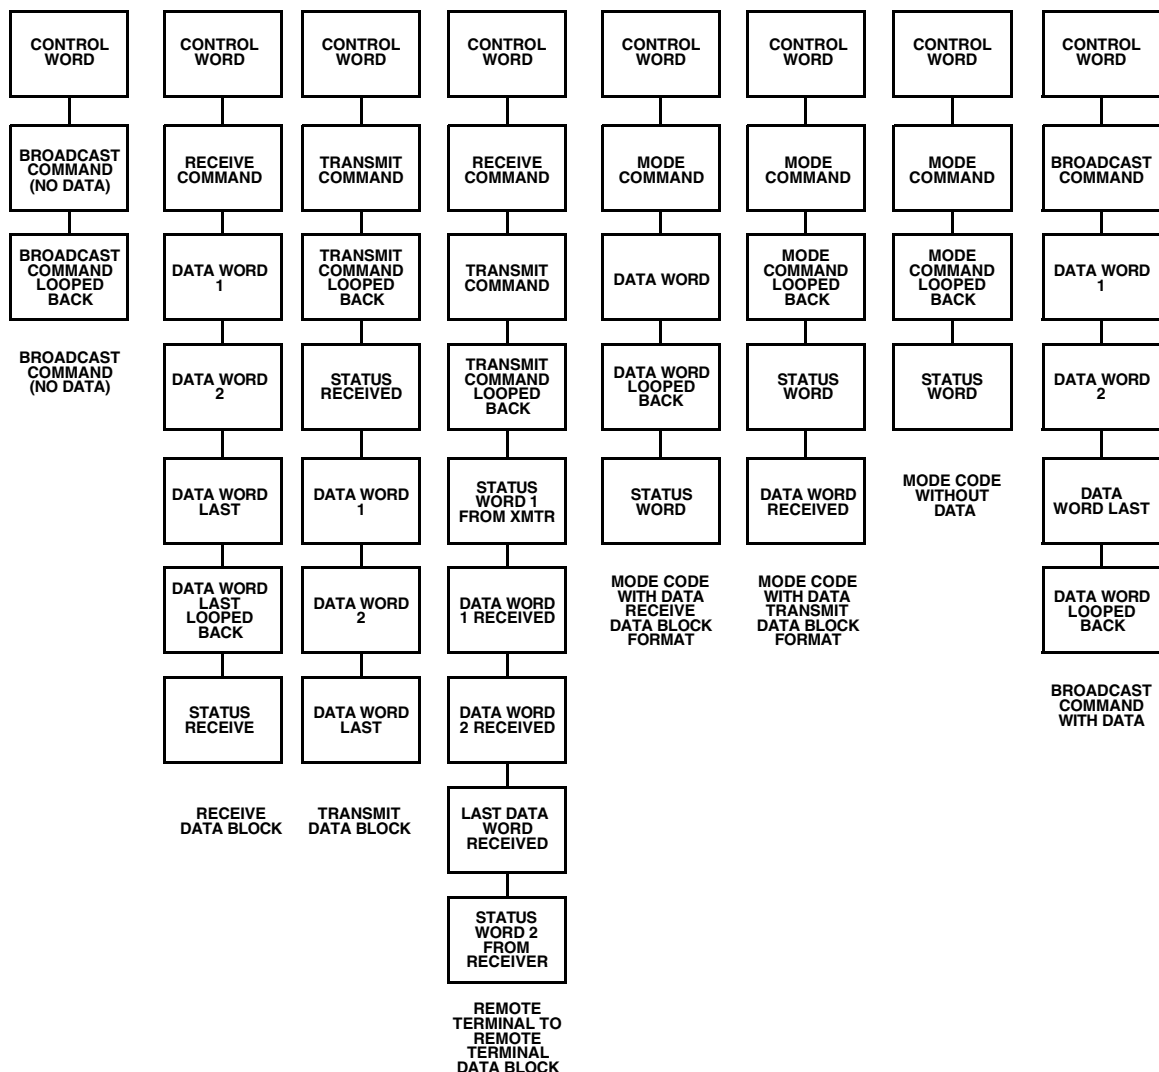 CONTROL
WORD
BROADCAST
COMMAND
(NO DATA)
BROADCAST
COMMAND
LOOPED
BACK
BROADCAST
COMMAND
(NO DATA)
CONTROL
WORD
RECEIVE
COMMAND
DATA WORD
1
DATA WORD
2
DATA WORD
LAST
DATA WORD
LAST
LOOPED
BACK
STATUS
RECEIVE
RECEIVE
DATA BLOCK
CONTROL
WORD
TRANSMIT
COMMAND
TRANSMIT
COMMAND
LOOPED
BACK
STATUS
RECEIVED
DATA WORD
1
DATA WORD
2
DATA WORD
LAST
TRANSMIT
DATA BLOCK
CONTROL
WORD
RECEIVE
COMMAND
TRANSMIT
COMMAND
TRANSMIT
COMMAND
LOOPED
BACK
STATUS
WORD 1
FROM XMTR
DATA WORD
1 RECEIVED
DATA WORD
2 RECEIVED
LAST DATA
WORD
RECEIVED
STATUS
WORD 2
FROM
RECEIVER
REMOTE
TERMINAL TO
REMOTE
TERMINAL
DATA BLOCK
CONTROL
WORD
MODE
COMMAND
DATA WORD
DATA WORD
LOOPED
BACK
STATUS
WORD
MODE CODE
WITH DATA
RECEIVE
DATA BLOCK
FORMAT
CONTROL
WORD
MODE
COMMAND
MODE
COMMAND
LOOPED
BACK
STATUS
WORD
DATA WORD
RECEIVED
MODE CODE
WITH DATA
TRANSMIT
DATA BLOCK
FORMAT
CONTROL
WORD
MODE
COMMAND
MODE
COMMAND
LOOPED
BACK
STATUS
WORD
MODE CODE
WITHOUT
DATA
CONTROL
WORD
BROADCAST
COMMAND
DATA WORD
1
DATA WORD
2
DATA
WORD LAST
DATA WORD
LOOPED
BACK
BROADCAST
COMMAND
WITH DATA